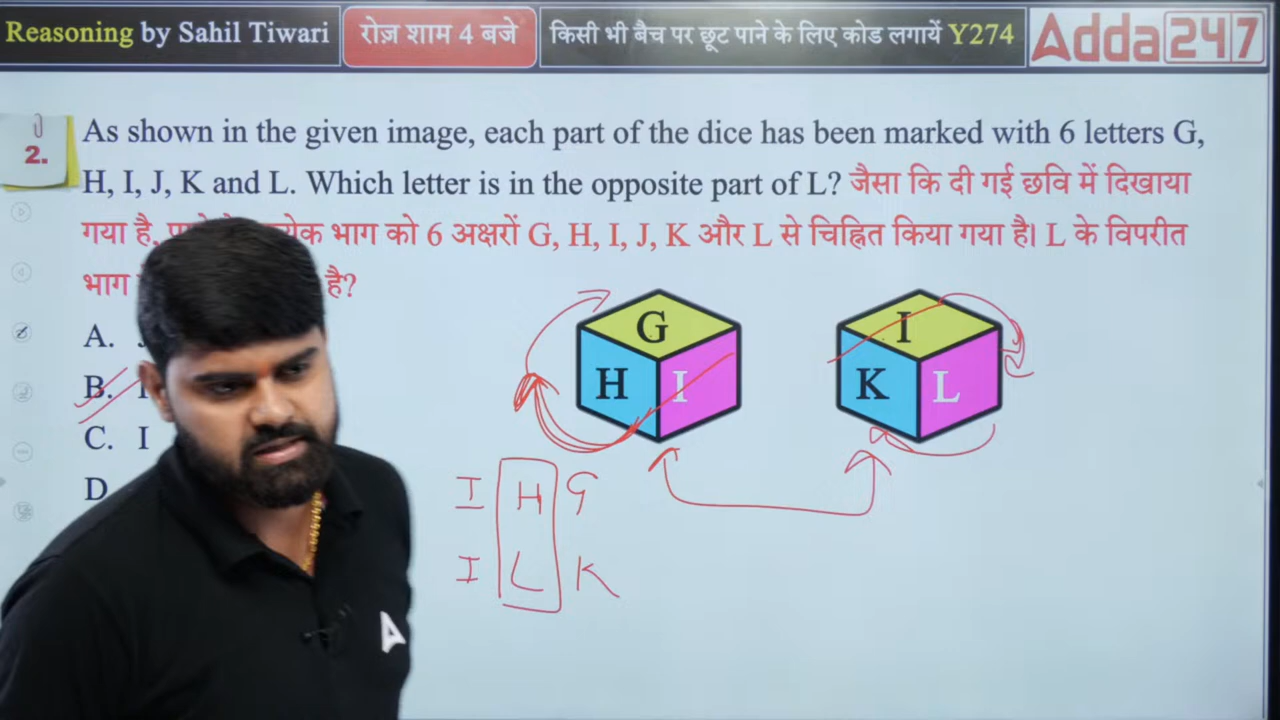 Reasoning by Sahil Tiwari
रोज़ शाम 4 बजे
किसी भी बैच पर छूट पाने के लिए कोड लगायें Y274
Adda247
2.
As shown in the given image, each part of the dice has been marked with 6 letters G,
H, I, J, K and L. Which letter is in the opposite part of L? जैसा कि दी गई छवि में दिखाया
गया है, भाग को 6 अक्षरों G, H, I, J, K और L से चिह्नित किया गया है। L के विपरीत
भाग है?
A.
B.
C. I
D
G
H I
I
K L
I H G
I L K
A